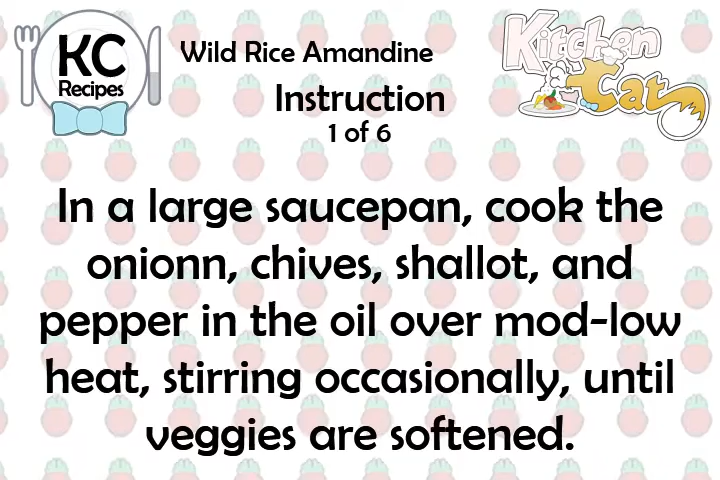 KC
Recipes
Wild Rice Amandine
Kitchen
Cat
Instruction
1 of 6
In a large saucepan, cook the
onionn, chives, shallot, and
pepper in the oil over mod-low
heat, stirring occasionally, until
veggies are softened.